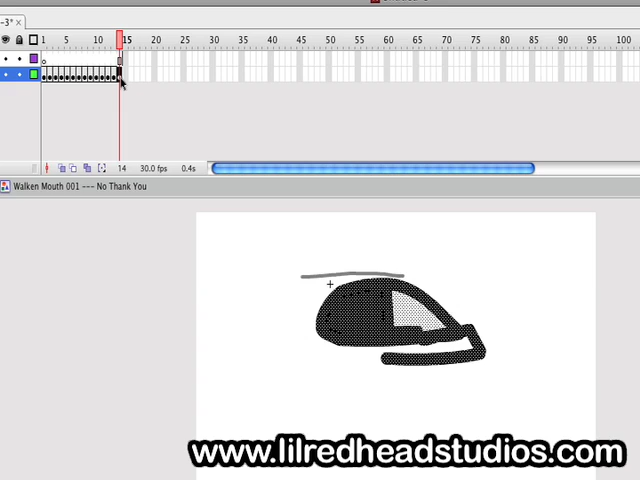 -3* ×
1 5 10 15 20 25 30 35 40 45 50 55 60 65 70 75 80 85 90 95 100
14 30.0 fps 0.4s
Walken Mouth 001 --- No Thank You
www.lilredheadstudios.com